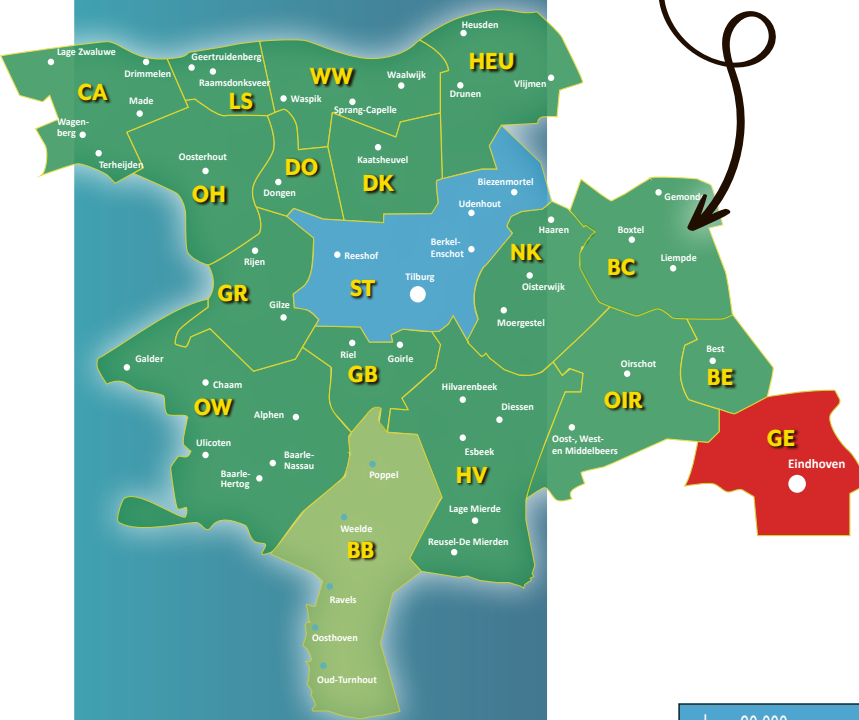 Heusden
HEU
Vlijmen
Drunen
Lage Zwaluwe
Drimmelen
CA
Made
Wagen-
berg
Terheijden
Geertruidenberg
Raamsdonksveer
LS
WW
Waalwijk
Waspik
Sprang-Capelle
Oosterhout
OH
DO
Dongen
Kaatsheuvel
DK
Biezenmortel
Udenhout
Berkel-
Enschot
Reeshof
ST
Tilburg
Haaren
NK
Oisterwijk
Moergestel
Gemonde
Boxtel
Liempde
BC
Rijen
GR
Gilze
Riel
Goirle
GB
Galder
Chaam
OW
Alphen
Ulicoten
Baarle-
Nassau
Baarle-
Hertog
Hilvarenbeek
Diessen
Esbeek
HV
Lage Mierde
Reusel-De Mierden
Oirschot
OIR
Oost-, West-
en Middelbeers
Best
BE
GE
Eindhoven
Poppel
Weelde
BB
Ravels
Oosthoven
Oud-Turnhout